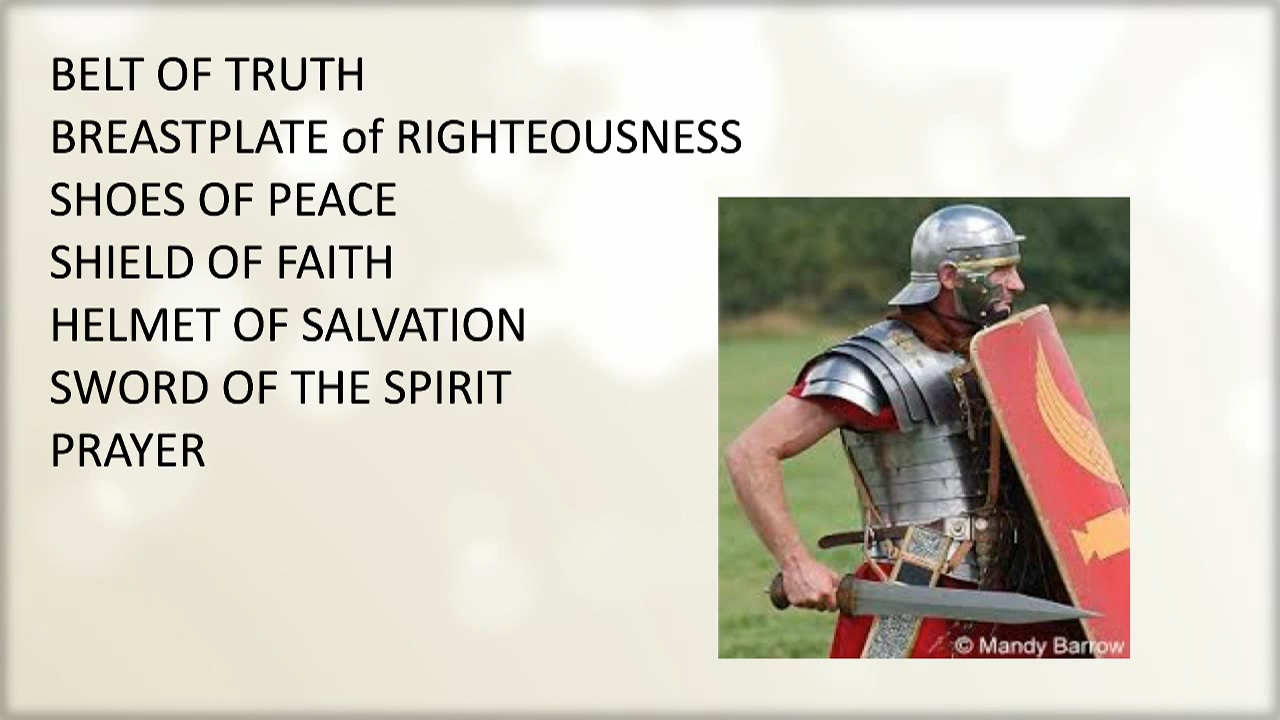 BELT OF TRUTH
BREASTPLATE of RIGHTEOUSNESS
SHOES OF PEACE
SHIELD OF FAITH
HELMET OF SALVATION
SWORD OF THE SPIRIT
PRAYER
© Mandy Barrow